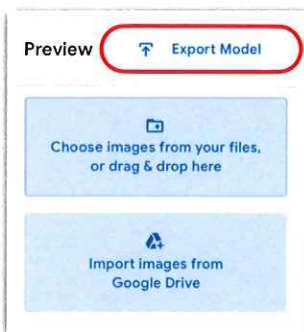 Preview
Export Model
Choose images from your files,
or drag & drop here
Import images from
Google Drive